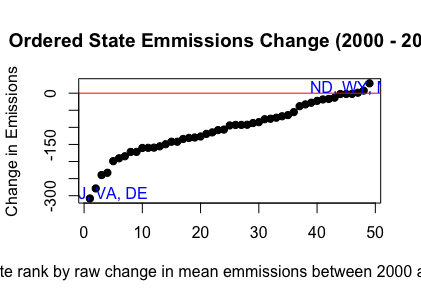 Ordered State Emmissions Change (2000 - 20
Change in Emissions
0
-150
-300
ND, WY,
VA, DE
0 10 20 30 40 50
te rank by raw change in mean emmissions between 2000 a